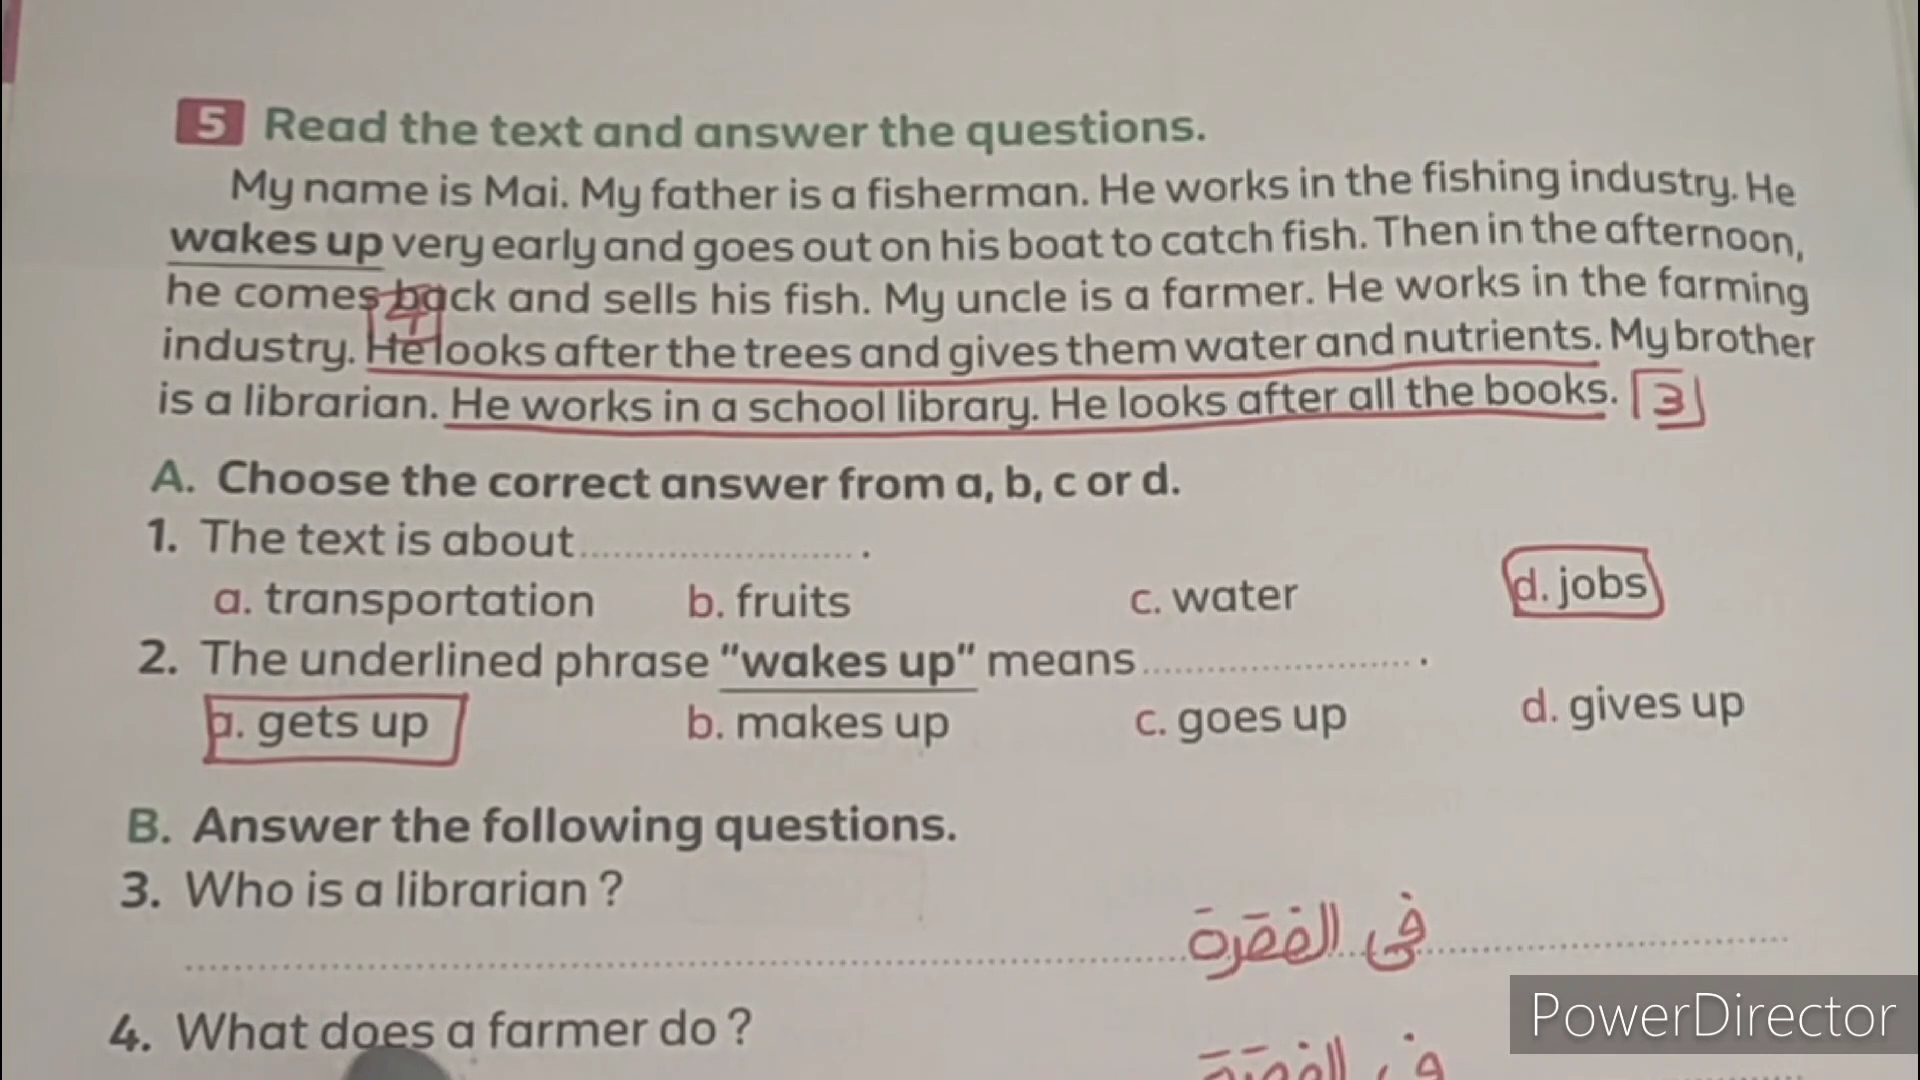 5 Read the text and answer the questions.
My name is Mai. My father is a fisherman. He works in the fishing industry. He
wakes up very early and goes out on his boat to catch fish. Then in the afternoon,
he comes back and sells his fish. My uncle is a farmer. He works in the farming
4
industry. He looks after the trees and gives them water and nutrients. My brother
is a librarian. He works in a school library. He looks after all the books. 3
A. Choose the correct answer from a, b, c or d.
1. The text is about .
a. transportation b. fruits c. water d. jobs
2. The underlined phrase "wakes up" means .
a. gets up b. makes up c. goes up d. gives up
B. Answer the following questions.
3. Who is a librarian ?
فى الفقرة
4. What does a farmer do ?
PowerDirector